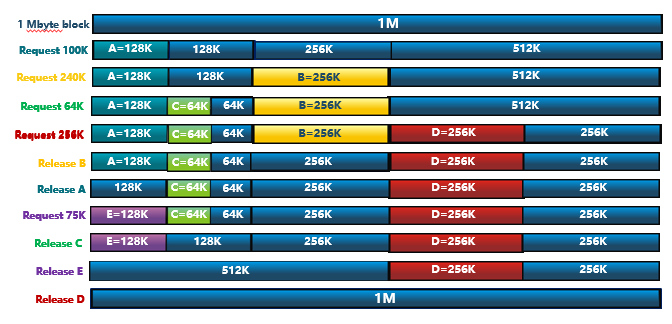 1 Mbyte block 1M
Request 100K A=128K 128K 256K 512K
Request 240K A=128K 128K B=256K 512K
Request 64K A=128K C=64K 64K B=256K 512K
Request 256K A=128K C=64K 64K B=256K D=256K 256K
Release B A=128K C=64K 64K 256K D=256K 256K
Release A 128K C=64K 64K 256K D=256K 256K
Request 75K E=128K C=64K 64K 256K D=256K 256K
Release C E=128K 128K 256K D=256K 256K
Release E 512K D=256K 256K
Release D 1M